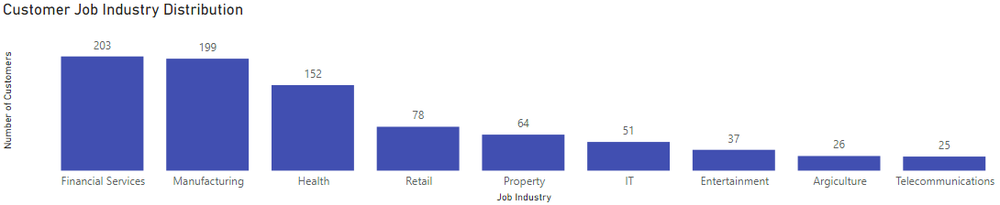 Customer Job Industry Distribution
Number of Customers
203 199 152 78 64 51 37 26 25
Financial Services Manufacturing Health Retail Property IT Entertainment Argiculture Telecommunications
Job Industry